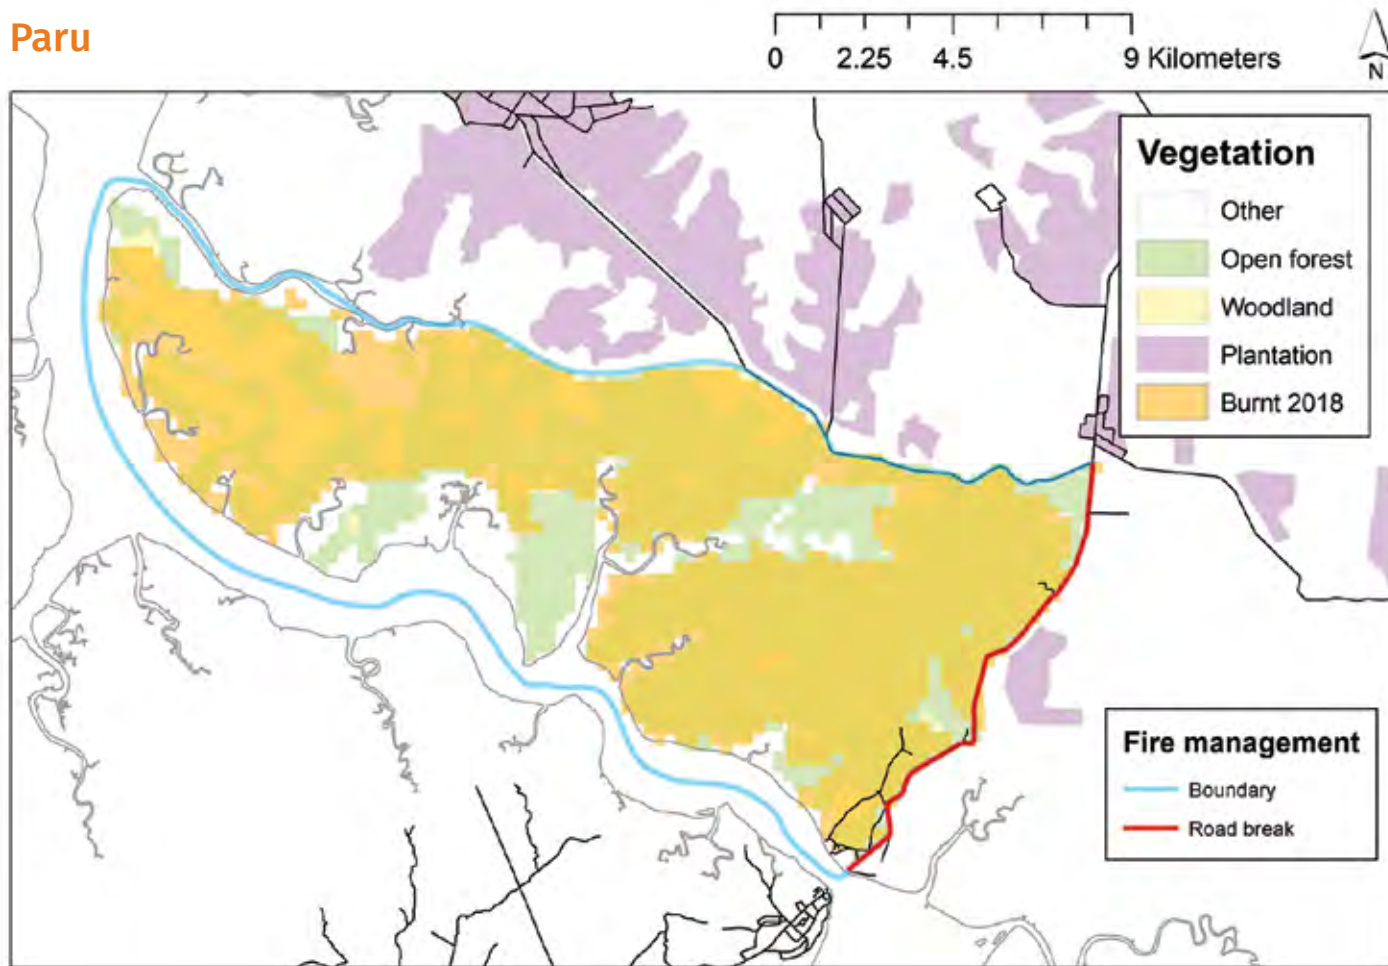 Paru
0 2.25 4.5 9 Kilometers
N
Vegetation
Other
Open forest
Woodland
Plantation
Burnt 2018
Fire management
Boundary
Road break